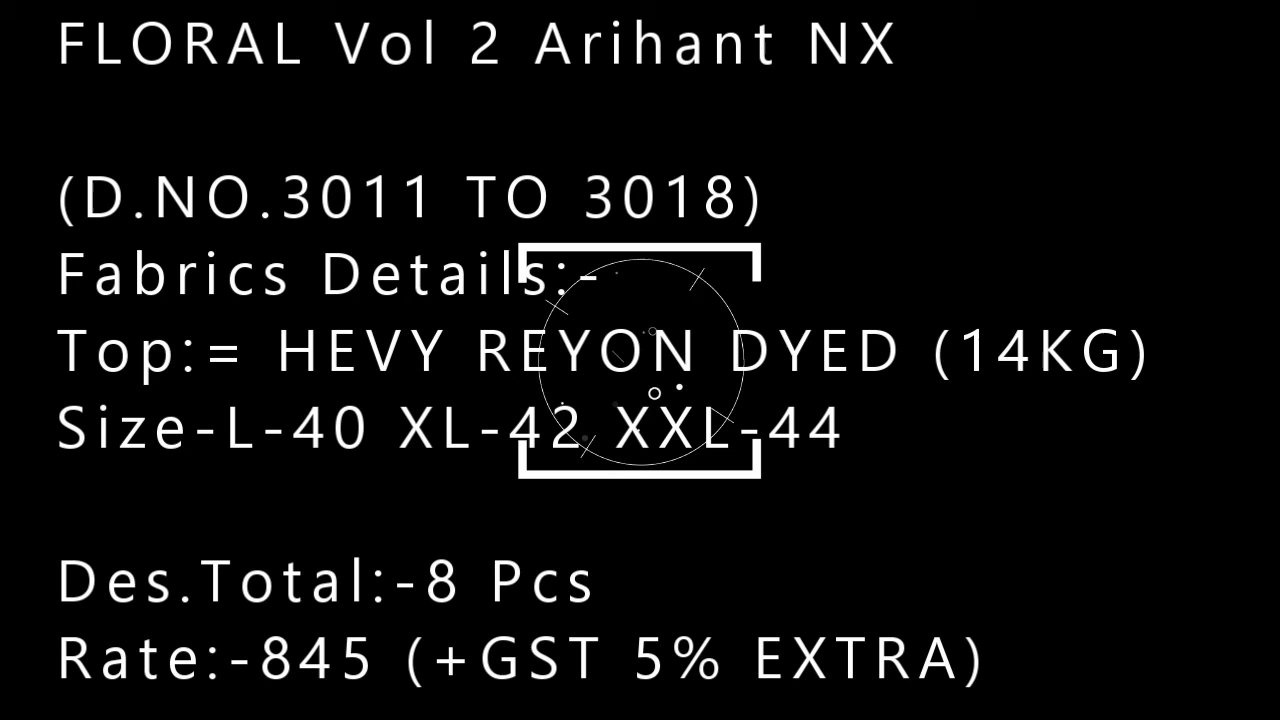 FLORAL Vol 2 Arihant NX
(D.NO.3011 TO 3018)
Fabrics Details:-
Top:= HEVY REYON DYED (14KG)
Size-L-40 XL-42 XXL-44
Des.Total:-8 Pcs
Rate:-845 (+GST 5% EXTRA)